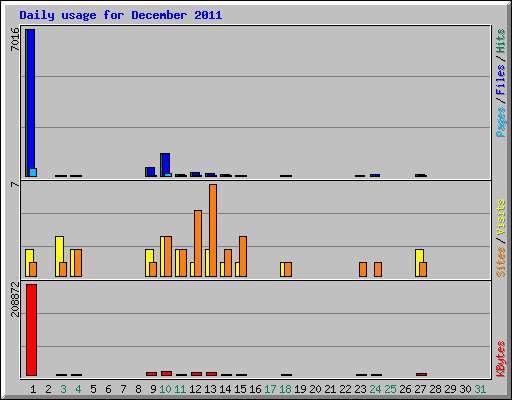 Daily usage for December 2011
7016
Pages / Files / Hits
7
Sites / Visits
208872
KBytes
1 2 3 4 5 6 7 8 9 10 11 12 13 14 15 16 17 18 19 20 21 22 23 24 25 26 27 28 29 30 31